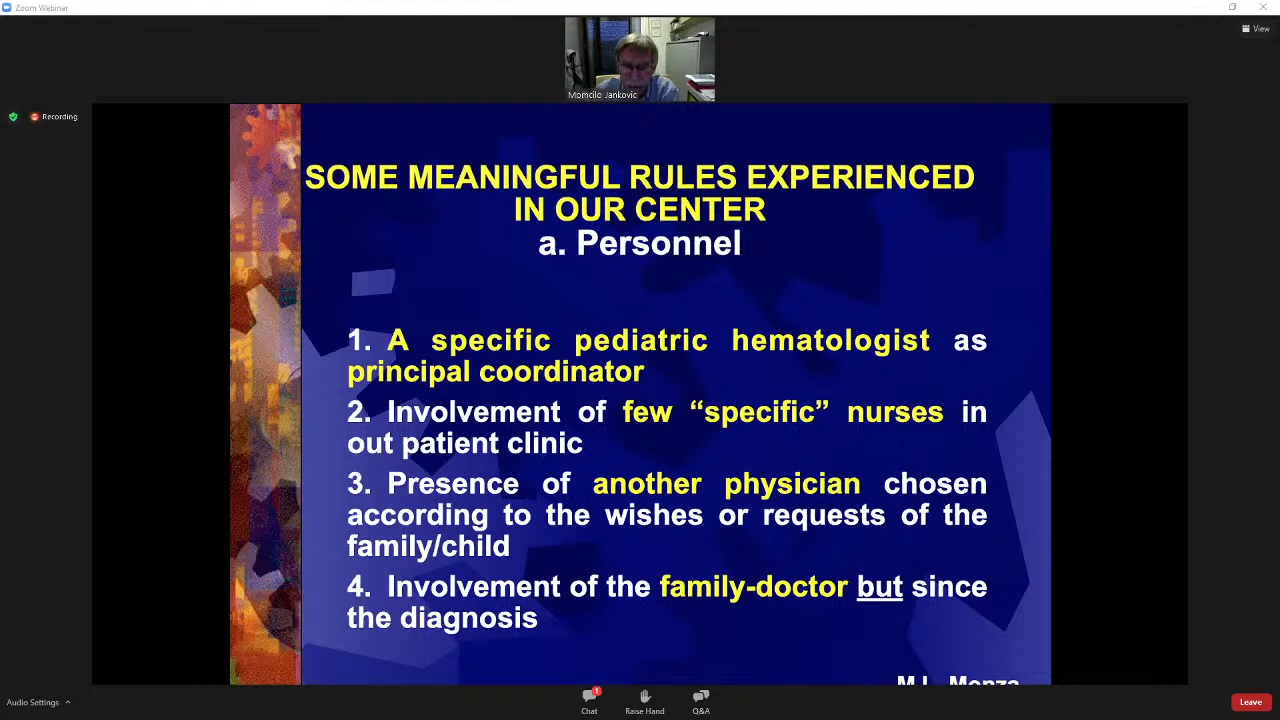 Zoom Webinar
View
Momcilo Jankovic
Recording
SOME MEANINGFUL RULES EXPERIENCED
IN OUR CENTER
a. Personnel
1. A specific pediatric hematologist as
principal coordinator
2. Involvement of few “specific” nurses in
out patient clinic
3. Presence of another physician chosen
according to the wishes or requests of the
family/child
4. Involvement of the family-doctor but since
the diagnosis
Audio Settings
1
Chat
Raise Hand
Q&A
Leave